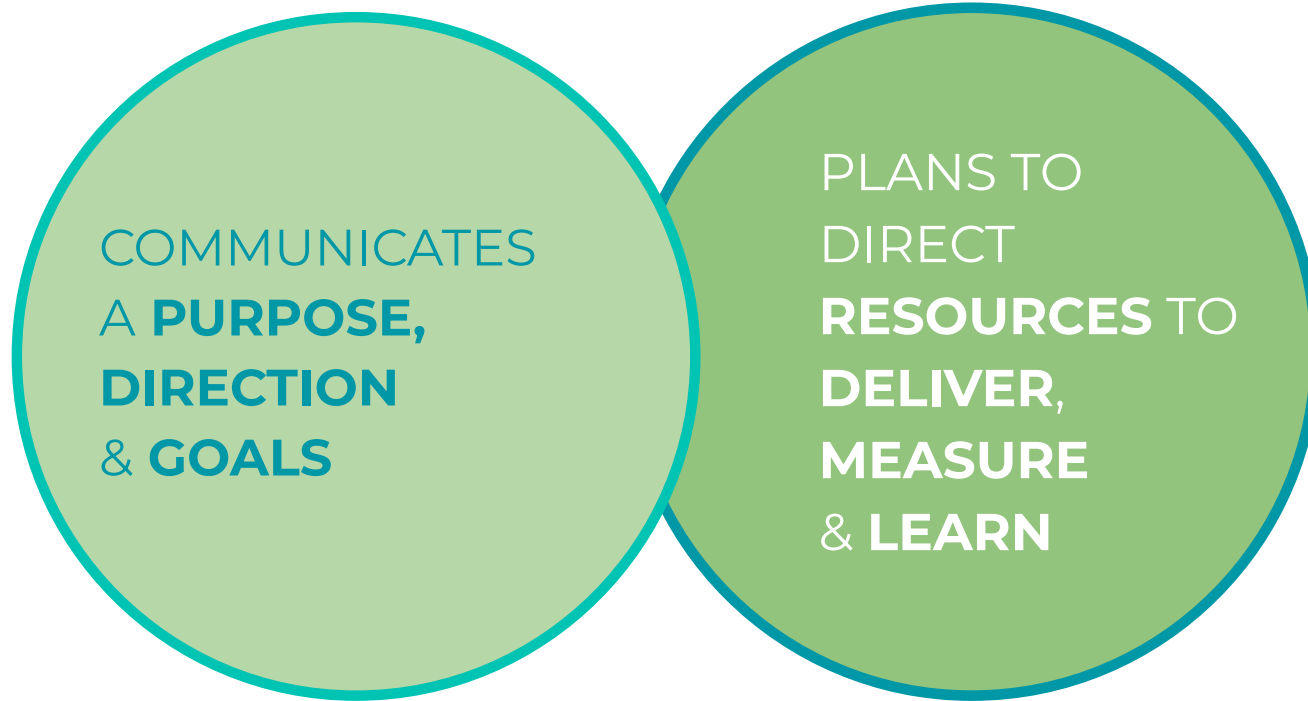 COMMUNICATES
A PURPOSE,
DIRECTION
& GOALS
PLANS TO
DIRECT
RESOURCES TO
DELIVER,
MEASURE
& LEARN